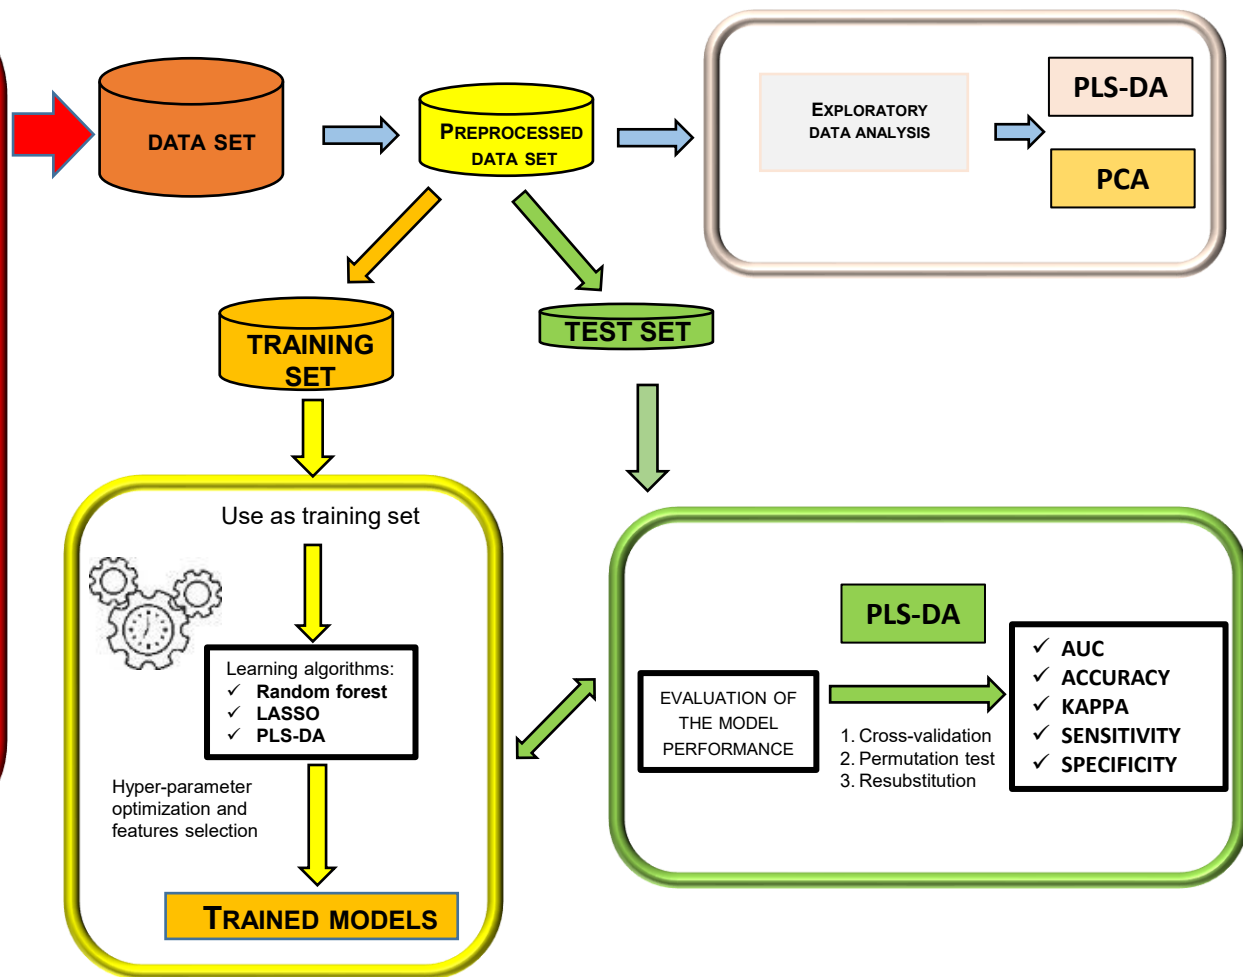 DATA SET
PREPROCESSED
DATA SET
EXPLORATORY
DATA ANALYSIS
PLS-DA
PCA
TRAINING
SET
TEST SET
Use as training set
Learning algorithms:
✓ Random forest
✓ LASSO
✓ PLS-DA
Hyper-parameter
optimization and
features selection
TRAINED MODELS
PLS-DA
EVALUATION OF
THE MODEL
PERFORMANCE
1. Cross-validation
2. Permutation test
3. Resubstitution
✓ AUC
✓ ACCURACY
✓ KAPPA
✓ SENSITIVITY
✓ SPECIFICITY